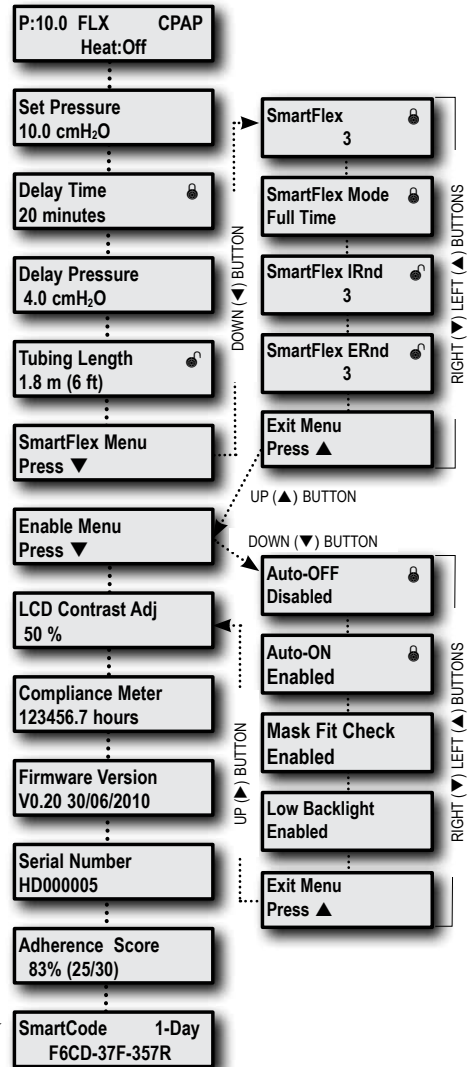 P:10.0 FLX CPAP
Heat:Off
Set Pressure
10.0 cmH₂O
Delay Time
20 minutes
Delay Pressure
4.0 cmH₂O
Tubing Length
1.8 m (6 ft)
SmartFlex Menu
Press ▼
DOWN (▼) BUTTON
SmartFlex
3
SmartFlex Mode
Full Time
SmartFlex IRnd
3
SmartFlex ERnd
3
Exit Menu
Press ▲
RIGHT (▼) LEFT (▲) BUTTONS
UP (▲) BUTTON
Enable Menu
Press ▼
DOWN (▼) BUTTON
Auto-OFF
Disabled
Auto-ON
Enabled
Mask Fit Check
Enabled
Low Backlight
Enabled
Exit Menu
Press ▲
RIGHT (▼) LEFT (▲) BUTTONS
UP (▲) BUTTON
LCD Contrast Adj
50 %
Compliance Meter
123456.7 hours
Firmware Version
V0.20 30/06/2010
Serial Number
HD000005
Adherence Score
83% (25/30)
SmartCode 1-Day
F6CD-37F-357R